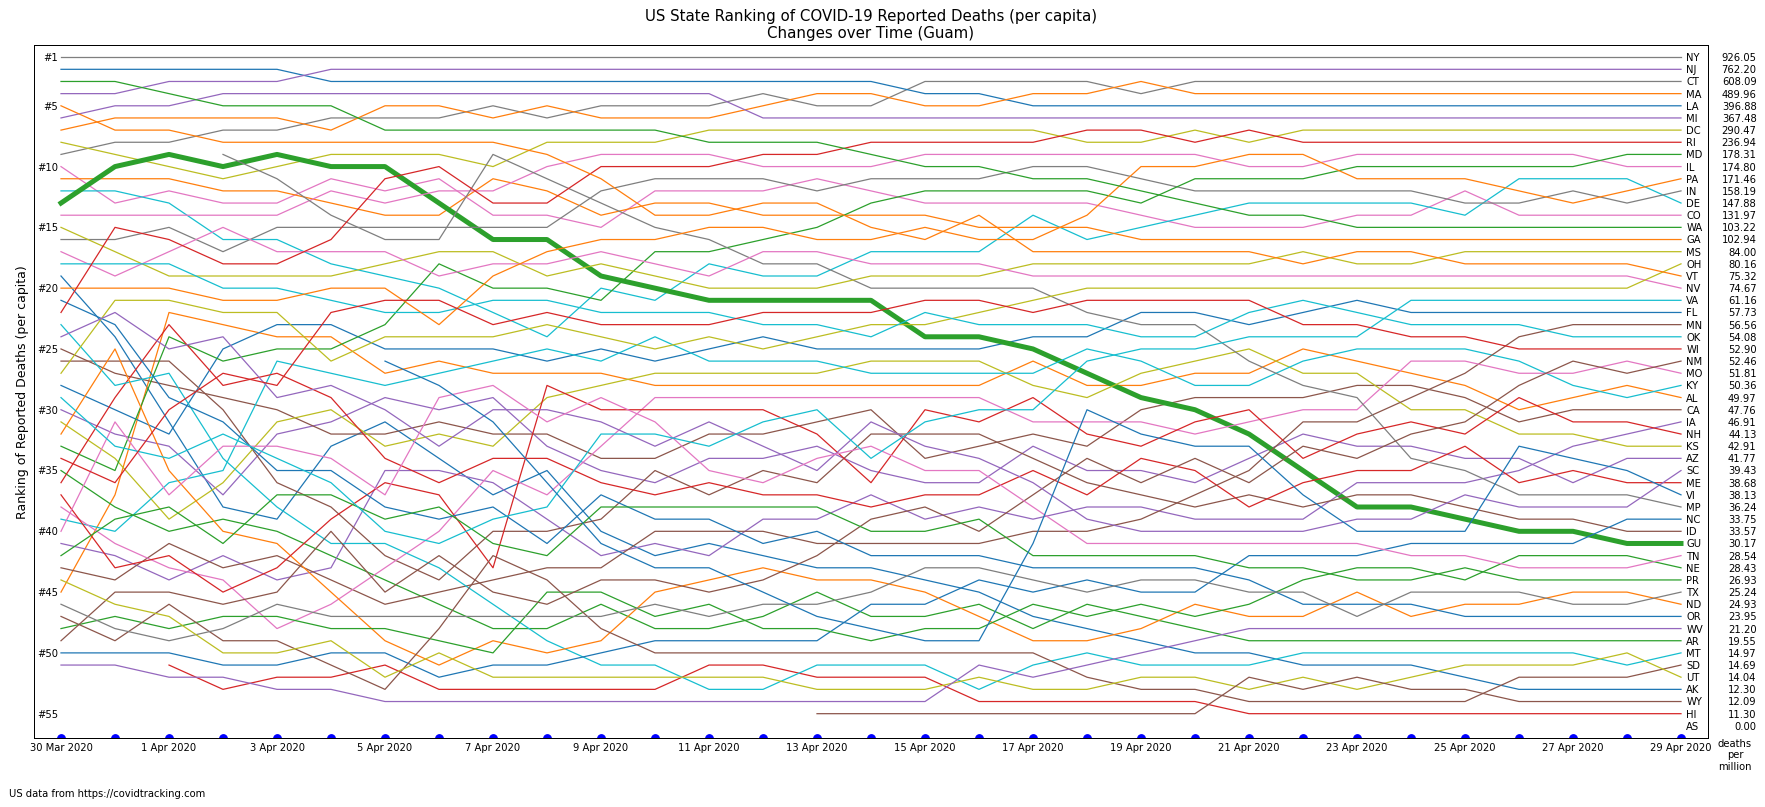 US State Ranking of COVID-19 Reported Deaths (per capita)
Changes over Time (Guam)
Ranking of Reported Deaths (per capita)
#1
#5
#10
#15
#20
#25
#30
#35
#40
#45
#50
#55
NY 926.05
NJ 762.20
CT 608.09
MA 489.96
LA 396.88
MI 367.48
DC 290.47
RI 236.94
MD 178.31
IL 174.80
PA 171.46
IN 158.19
DE 147.88
CO 131.97
WA 103.22
GA 102.94
MS 84.00
OH 80.16
VT 75.32
NV 74.67
VA 61.16
FL 57.73
MN 56.56
OK 54.08
WI 52.90
NM 52.46
MO 51.81
KY 50.36
AL 49.97
CA 47.76
IA 46.91
NH 44.13
KS 42.91
AZ 41.77
SC 39.43
ME 38.68
VI 38.13
MP 36.24
NC 33.75
ID 33.57
GU 30.17
TN 28.54
NE 28.43
PR 26.93
TX 25.24
ND 24.93
OR 23.95
WV 21.20
AR 19.55
MT 14.97
SD 14.69
UT 14.04
AK 12.30
WY 12.09
HI 11.30
AS 0.00
30 Mar 2020 1 Apr 2020 3 Apr 2020 5 Apr 2020 7 Apr 2020 9 Apr 2020 11 Apr 2020 13 Apr 2020 15 Apr 2020 17 Apr 2020 19 Apr 2020 21 Apr 2020 23 Apr 2020 25 Apr 2020 27 Apr 2020 29 Apr 2020
deaths
per
million
US data from https://covidtracking.com